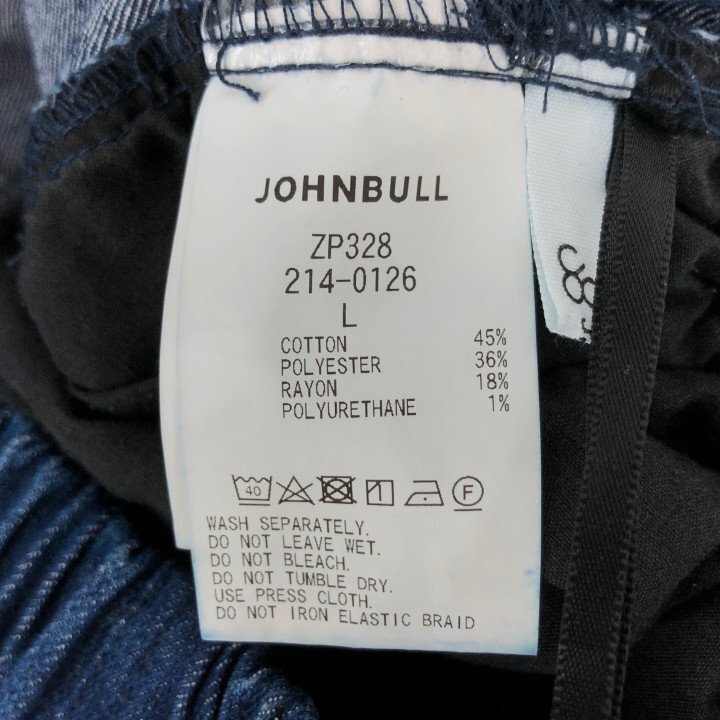 JOHNBULL
ZP328
214-0126
L
COTTON 45%
POLYESTER 36%
RAYON 18%
POLYURETHANE 1%
40
F
WASH SEPARATELY.
DO NOT LEAVE WET.
DO NOT BLEACH.
DO NOT TUMBLE DRY.
USE PRESS CLOTH.
DO NOT IRON ELASTIC BRAID